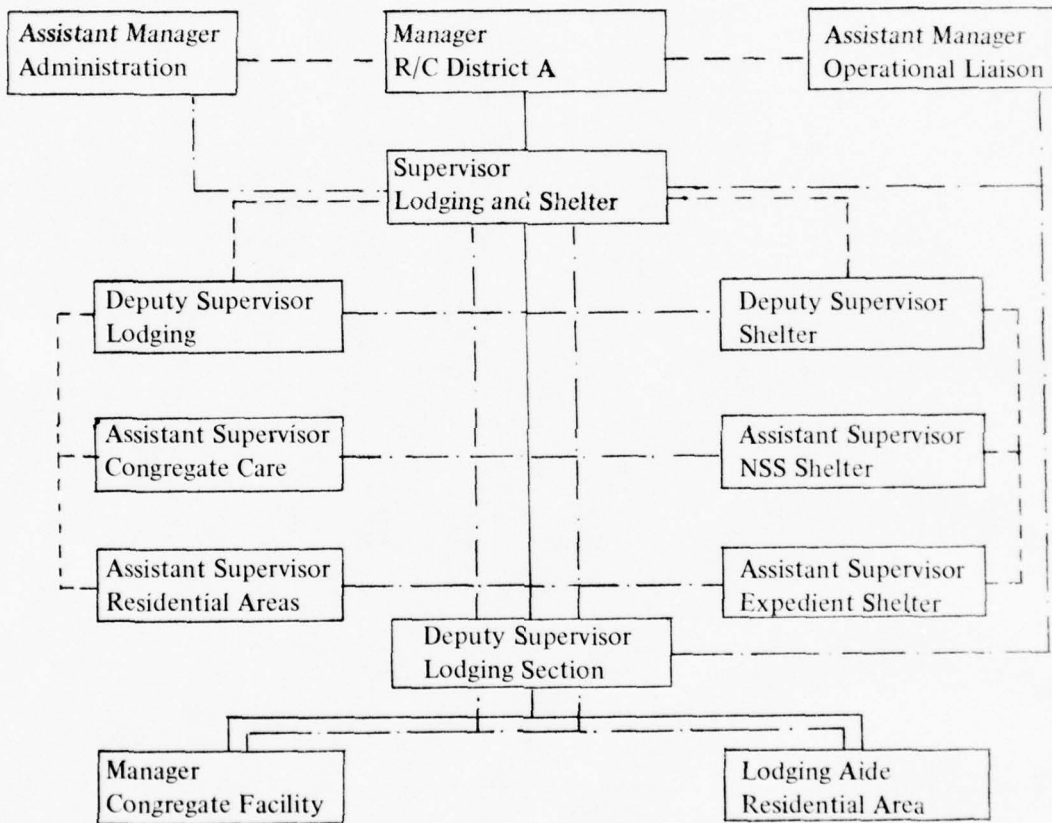 Assistant Manager
Administration
Manager
R/C District A
Assistant Manager
Operational Liaison
Supervisor
Lodging and Shelter
Deputy Supervisor
Lodging
Deputy Supervisor
Shelter
Assistant Supervisor
Congregate Care
Assistant Supervisor
NSS Shelter
Assistant Supervisor
Residential Areas
Assistant Supervisor
Expedient Shelter
Deputy Supervisor
Lodging Section
Manager
Congregate Facility
Lodging Aide
Residential Area